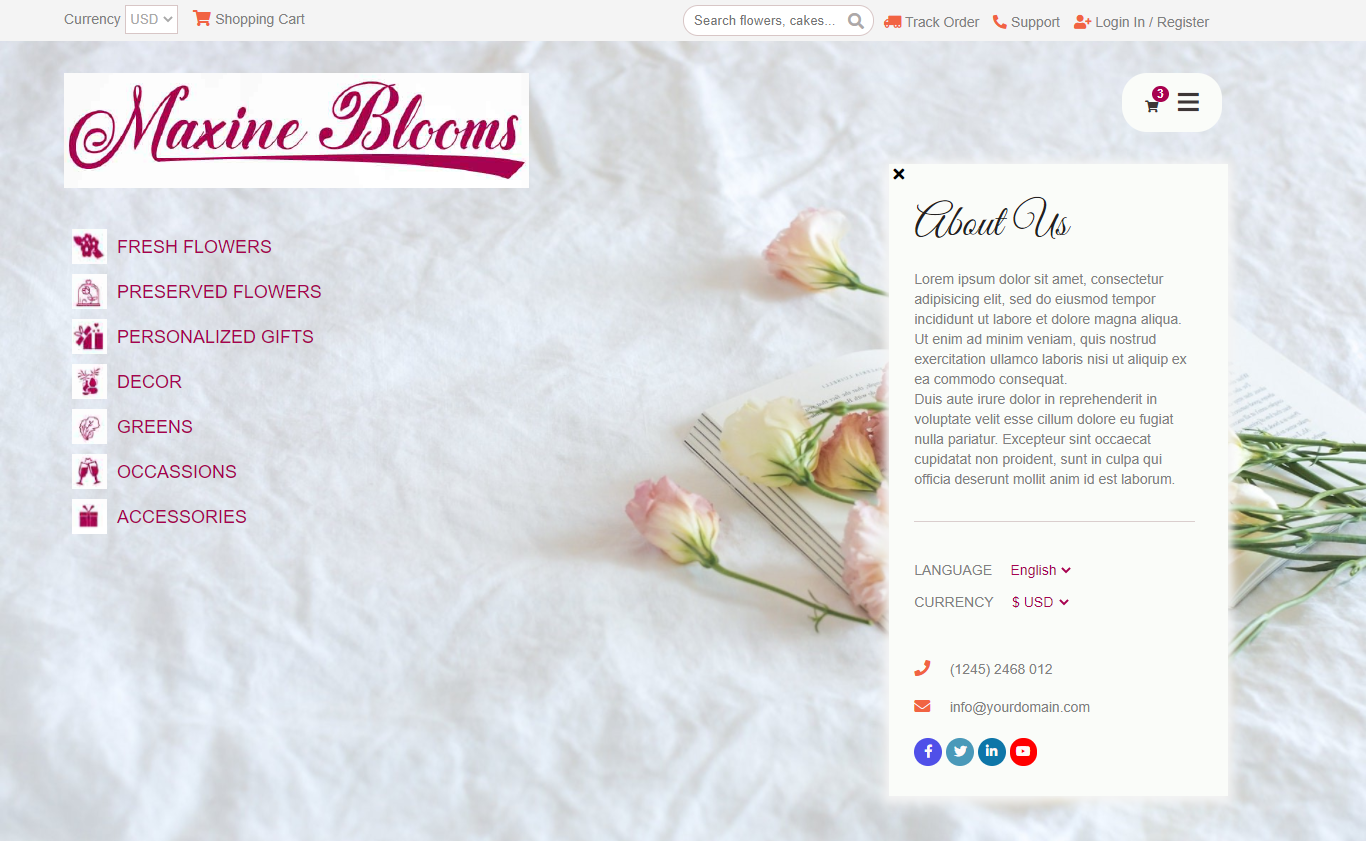 Currency USD Shopping Cart
Search flowers, cakes... Track Order Support Login In / Register
Maxine Blooms
3
FRESH FLOWERS
PRESERVED FLOWERS
PERSONALIZED GIFTS
DECOR
GREENS
OCCASSIONS
ACCESSORIES
About Us
Lorem ipsum dolor sit amet, consectetur
adipisicing elit, sed do eiusmod tempor
incididunt ut labore et dolore magna aliqua.
Ut enim ad minim veniam, quis nostrud
exercitation ullamco laboris nisi ut aliquip ex
ea commodo consequat.
Duis aute irure dolor in reprehenderit in
voluptate velit esse cillum dolore eu fugiat
nulla pariatur. Excepteur sint occaecat
cupidatat non proident, sunt in culpa qui
officia deserunt mollit anim id est laborum.
LANGUAGE English
CURRENCY $ USD
(1245) 2468 012
info@yourdomain.com